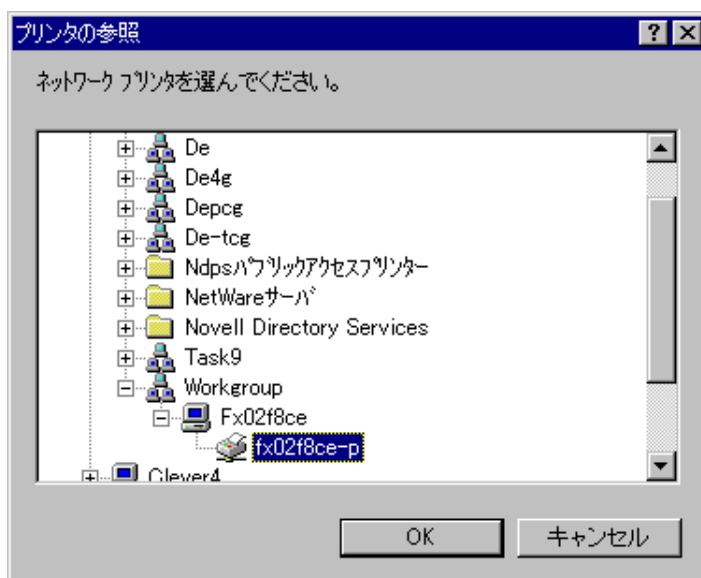 プリンタの参照
ネットワーク プリンタを選んでください。
De
De4g
Depcg
De-tcg
Ndpsパブリックアクセスプリンター
NetWareサーバ
Novell Directory Services
Task9
Workgroup
Fx02f8ce
fx02f8ce-p
Clever4
OK
キャンセル